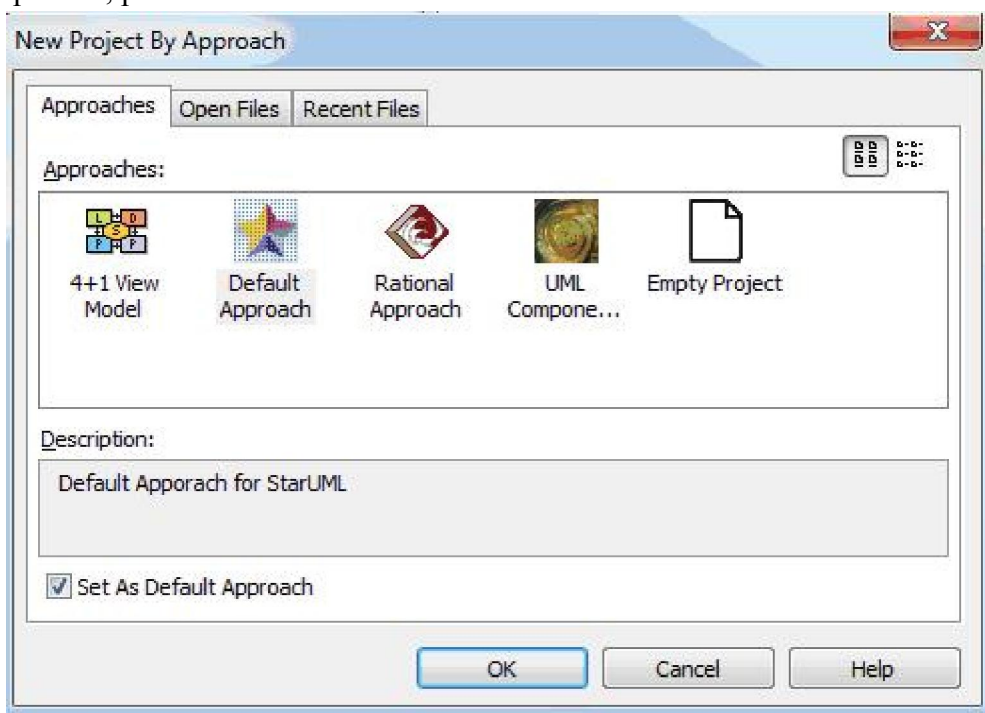 New Project By Approach
Approaches Open Files Recent Files
Approaches:
L D
S
P P
4+1 View Model
Default Approach
Rational Approach
UML Compone...
Empty Project
Description:
Default Apporach for StarUML
Set As Default Approach
OK Cancel Help